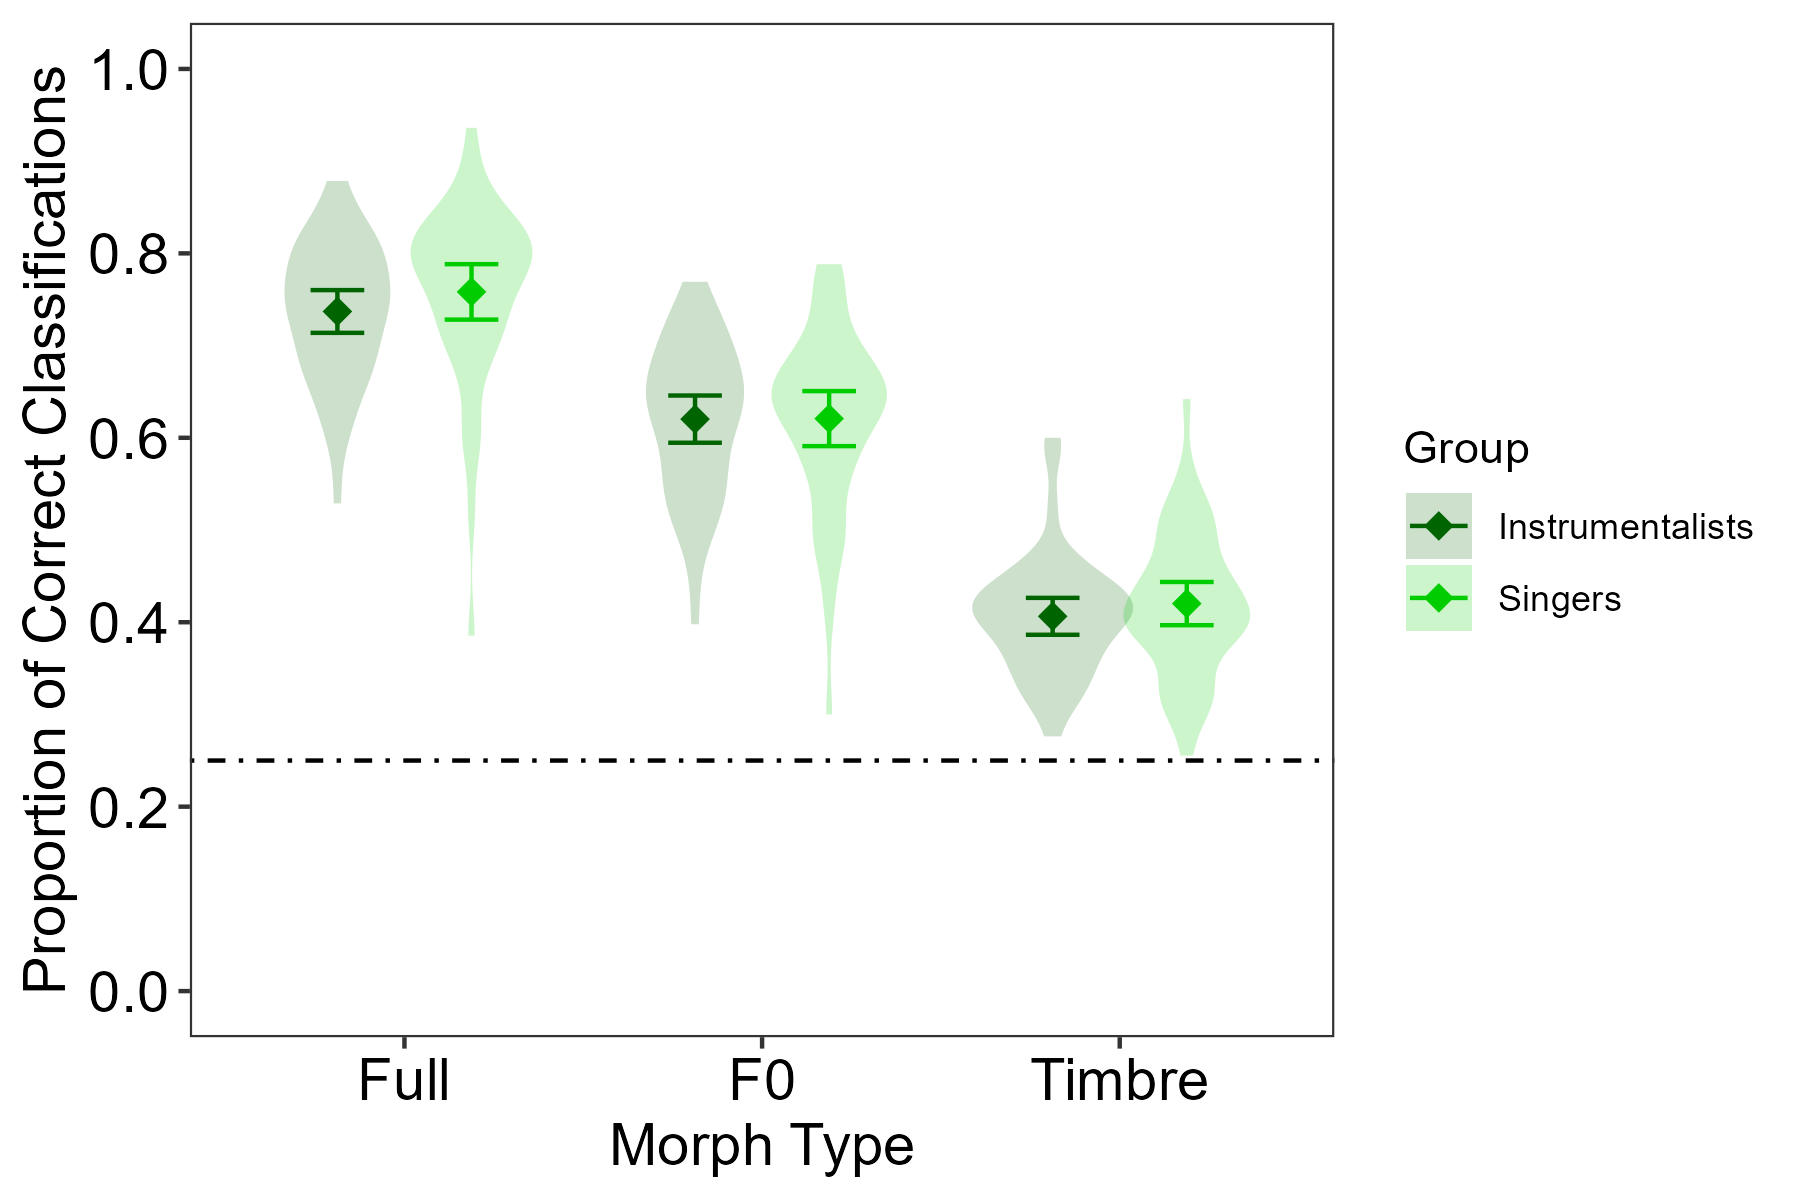 Proportion of Correct Classifications
1.0
0.8
0.6
0.4
0.2
0.0
Full
F0
Timbre
Morph Type
Group
Instrumentalists
Singers